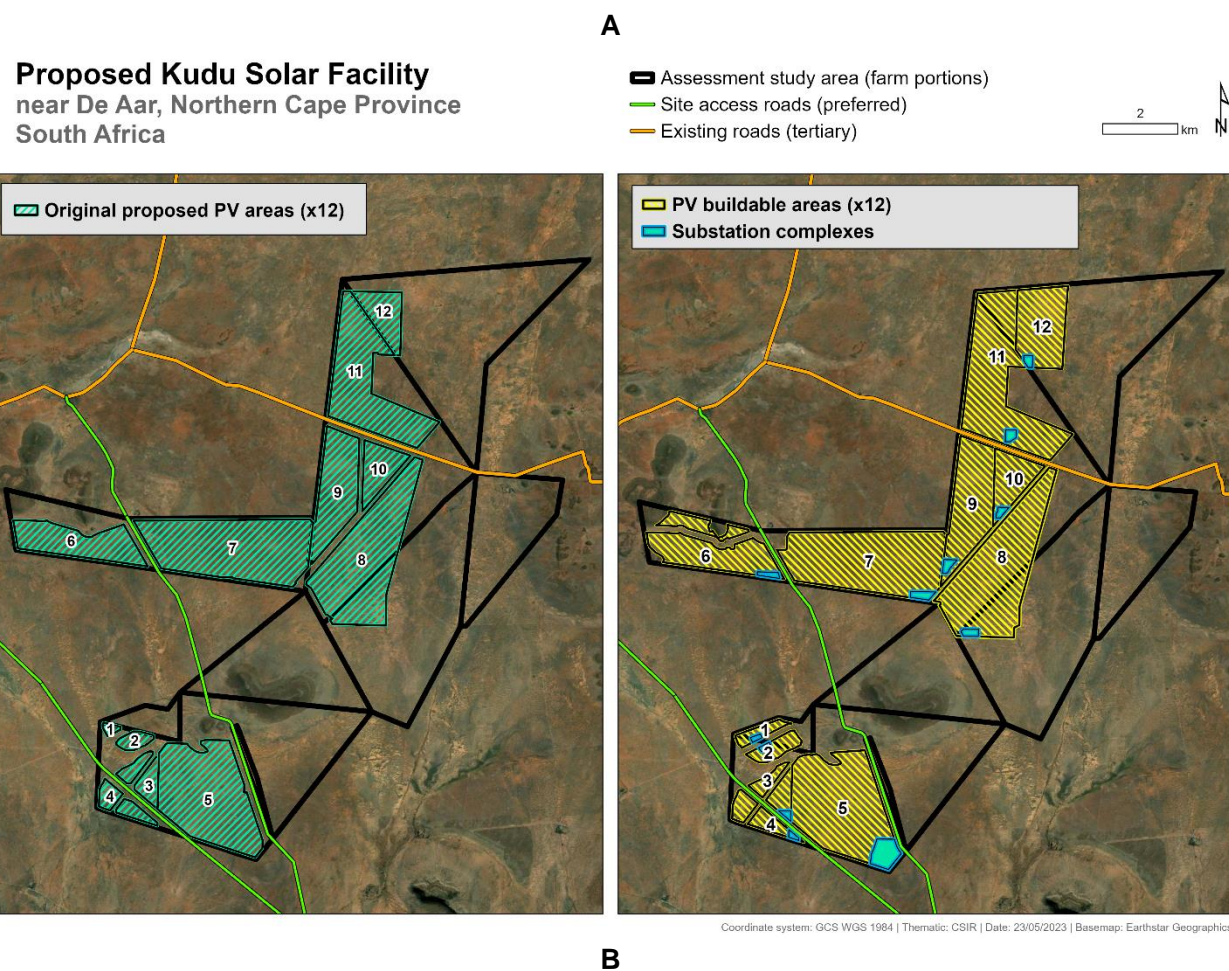 A
Proposed Kudu Solar Facility
near De Aar, Northern Cape Province
South Africa
Assessment study area (farm portions)
Site access roads (preferred)
Existing roads (tertiary)
2
km
N
Original proposed PV areas (x12)
12
11
10
9
8
7
6
1
2
3
4
5
PV buildable areas (x12)
Substation complexes
12
11
10
9
8
7
6
1
2
3
4
5
Coordinate system: GCS WGS 1984 | Thematic: CSIR | Date: 23/05/2023 | Basemap: Earthstar Geographics
B